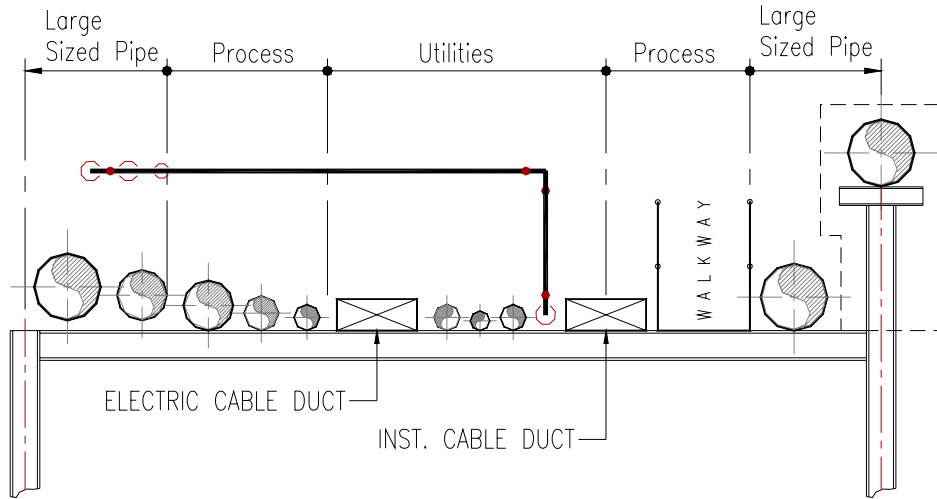 Large
Sized Pipe
Process
Utilities
Process
Large
Sized Pipe
WALKWAY
ELECTRIC CABLE DUCT
INST. CABLE DUCT